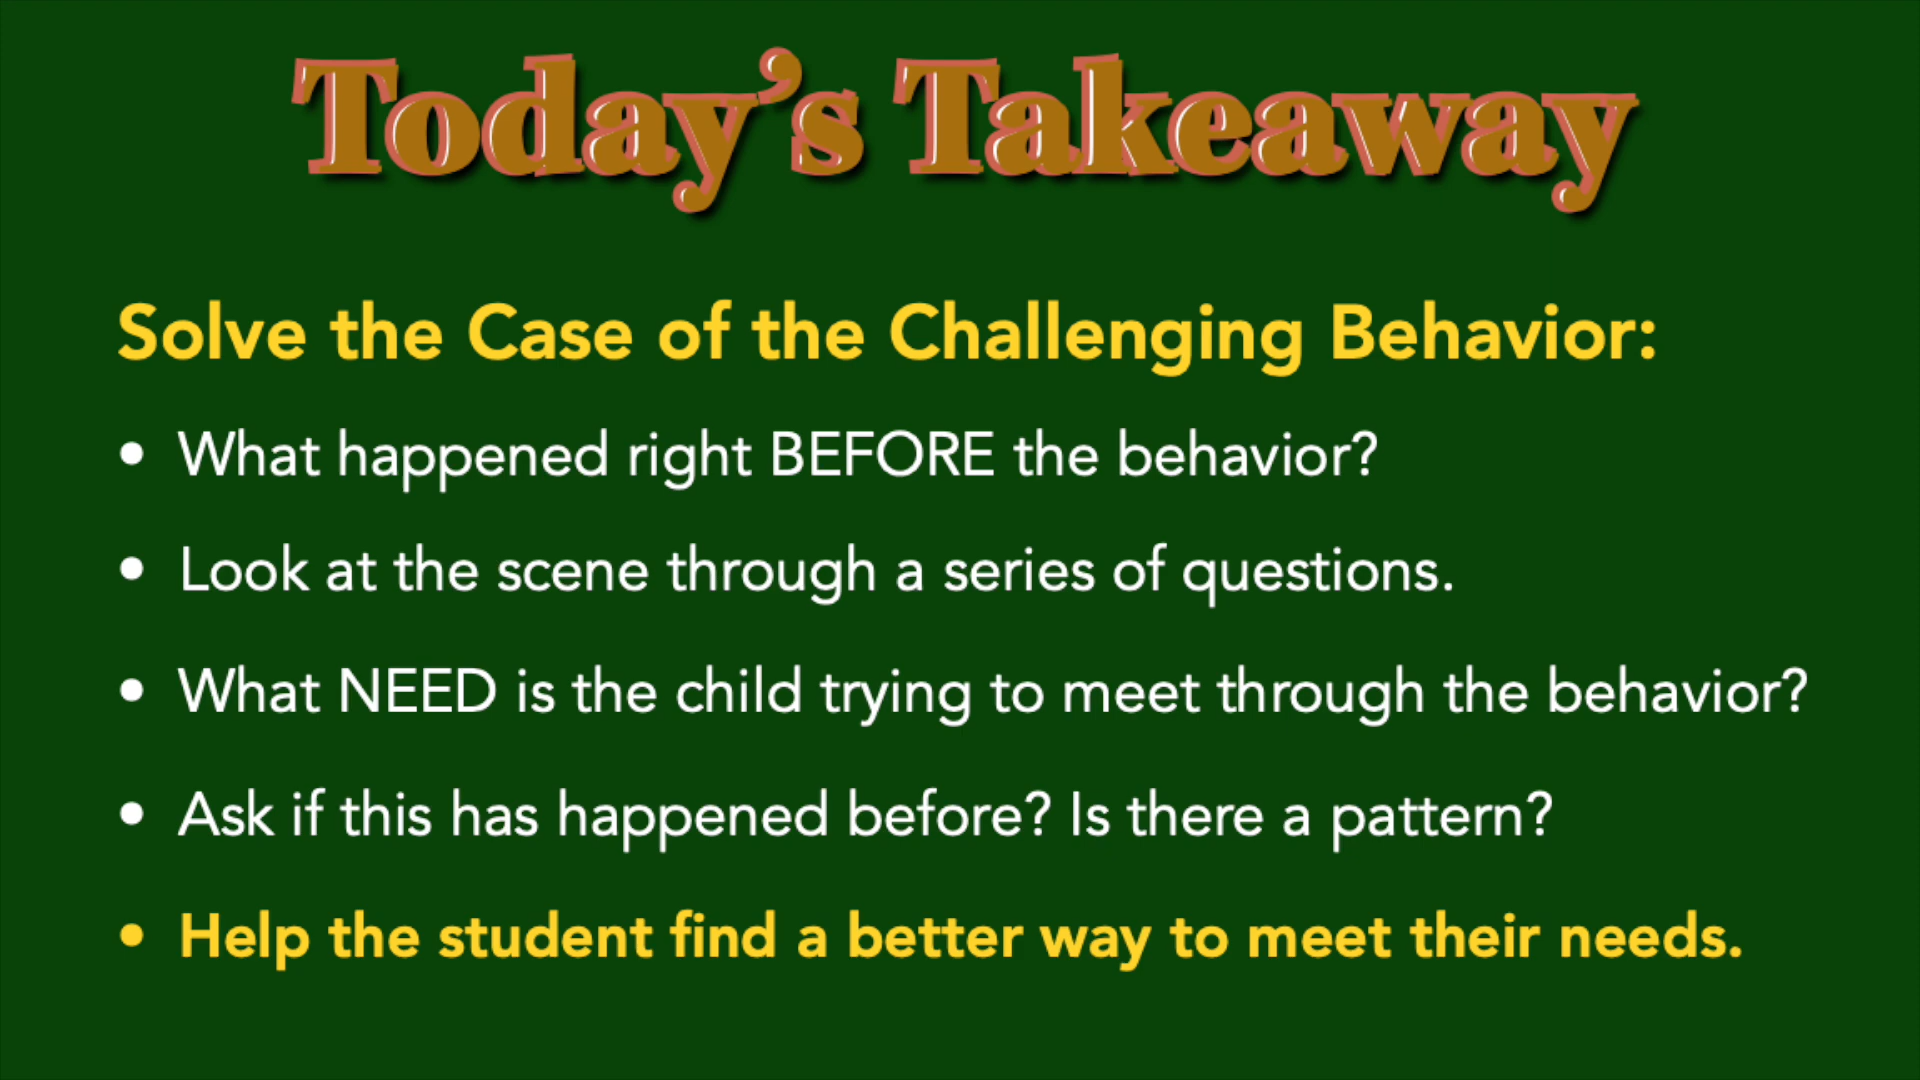 Today’s Takeaway
Solve the Case of the Challenging Behavior:
• What happened right BEFORE the behavior?
• Look at the scene through a series of questions.
• What NEED is the child trying to meet through the behavior?
• Ask if this has happened before? Is there a pattern?
• Help the student find a better way to meet their needs.